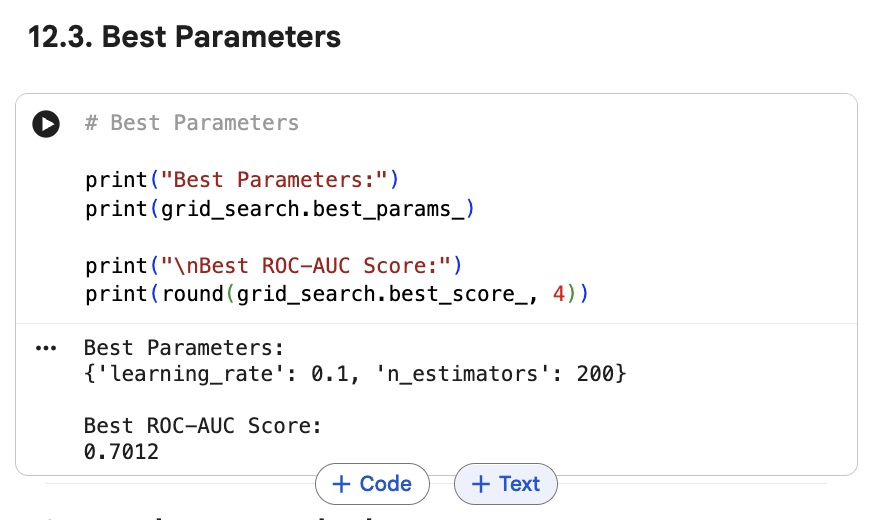 12.3. Best Parameters
# Best Parameters
print("Best Parameters:")
print(grid_search.best_params_)
print("\nBest ROC-AUC Score:")
print(round(grid_search.best_score_, 4))
Best Parameters:
{'learning_rate': 0.1, 'n_estimators': 200}
Best ROC-AUC Score:
0.7012
+ Code
+ Text